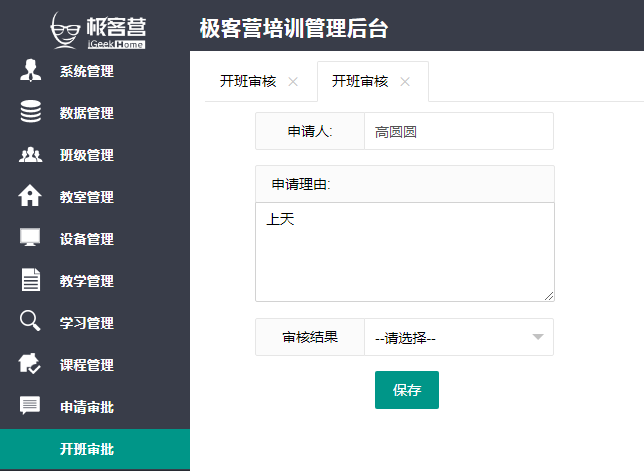 极客营
iGeekHome
极客营培训管理后台
系统管理
数据管理
班级管理
教室管理
设备管理
教学管理
学习管理
课程管理
申请审批
开班审批
开班审核
开班审核
申请人:
高圆圆
申请理由:
上天
审核结果
--请选择--
保存